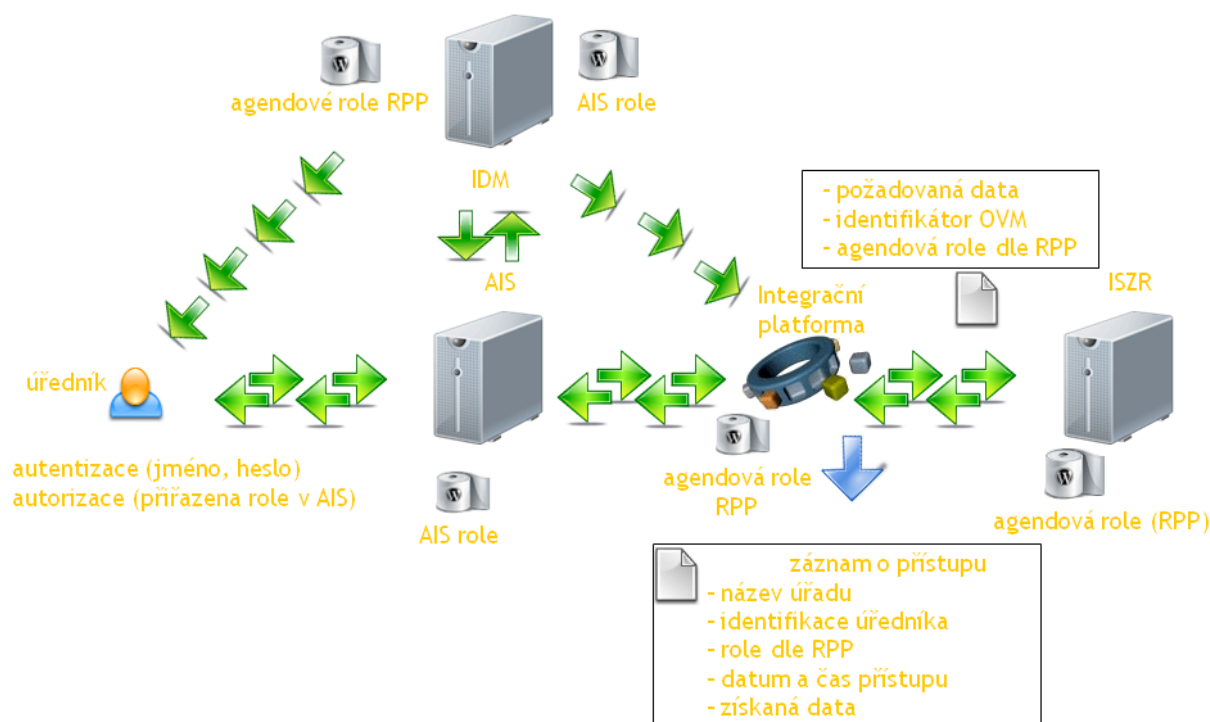 agendové role RPP
AIS role
IDM
- požadovaná data
- identifikátor OVM
- agendová role dle RPP
AIS
Integrační
platforma
ISZR
úředník
autentizace (jméno, heslo)
autorizace (přiřazena role v AIS)
AIS role
agendová role
RPP
agendová role (RPP)
záznam o přístupu
- název úřadu
- identifikace úředníka
- role dle RPP
- datum a čas přístupu
- získaná data